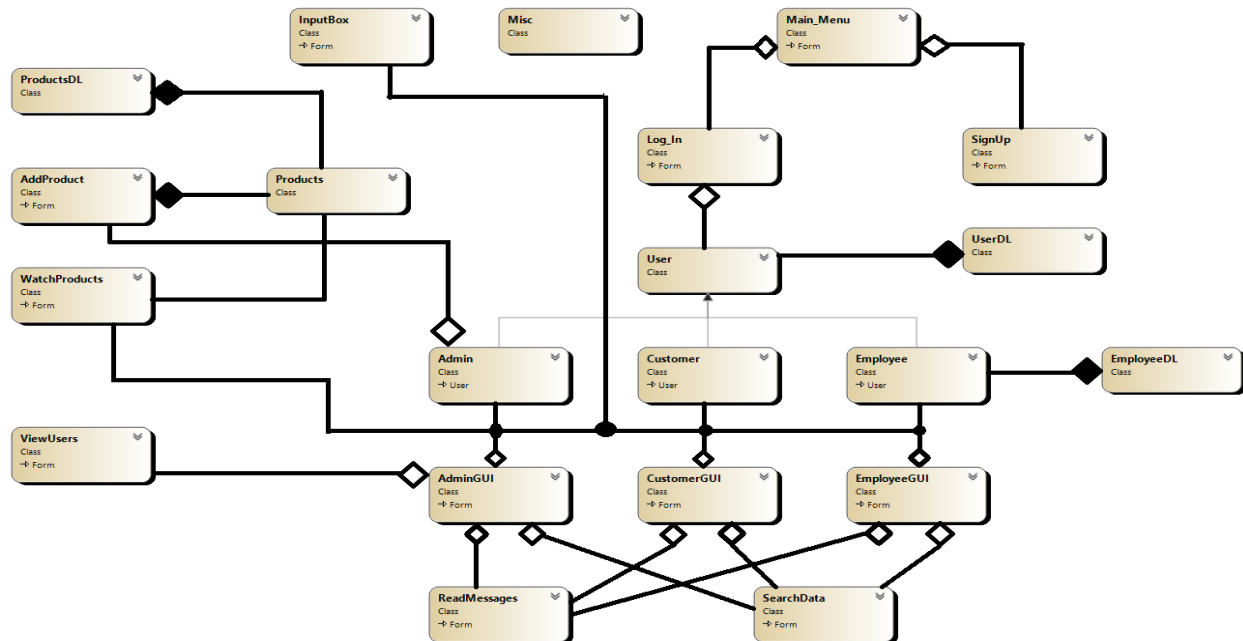 InputBox
Class
→ Form
Misc
Class
Main_Menu
Class
→ Form
ProductsDL
Class
Log_In
Class
→ Form
SignUp
Class
→ Form
AddProduct
Class
→ Form
Products
Class
UserDL
Class
User
Class
WatchProducts
Class
→ Form
Admin
Class
→ User
Customer
Class
→ User
Employee
Class
→ User
EmployeeDL
Class
ViewUsers
Class
→ Form
AdminGUI
Class
→ Form
CustomerGUI
Class
→ Form
EmployeeGUI
Class
→ Form
ReadMessages
Class
→ Form
SearchData
Class
→ Form